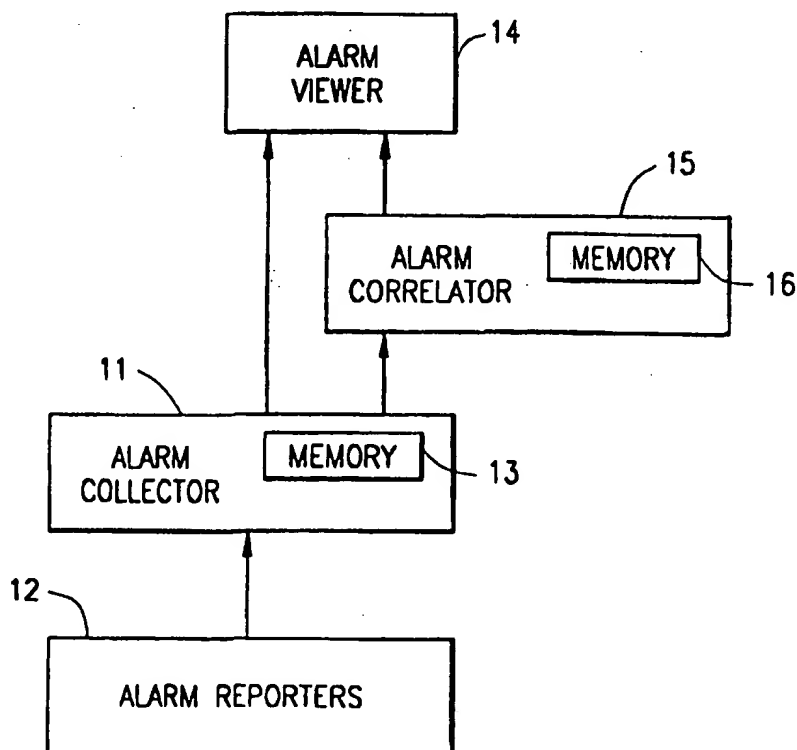 ALARM
VIEWER
14
15
ALARM
CORRELATOR
MEMORY
16
11
ALARM
COLLECTOR
MEMORY
13
12
ALARM REPORTERS